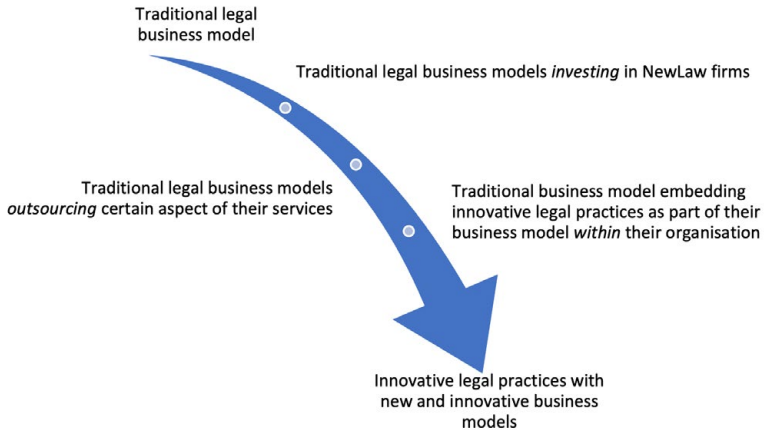 Traditional legal
business model
Traditional legal business models investing in NewLaw firms
Traditional legal business models
outsourcing certain aspect of their services
Traditional business model embedding
innovative legal practices as part of their
business model within their organisation
Innovative legal practices with
new and innovative business
models